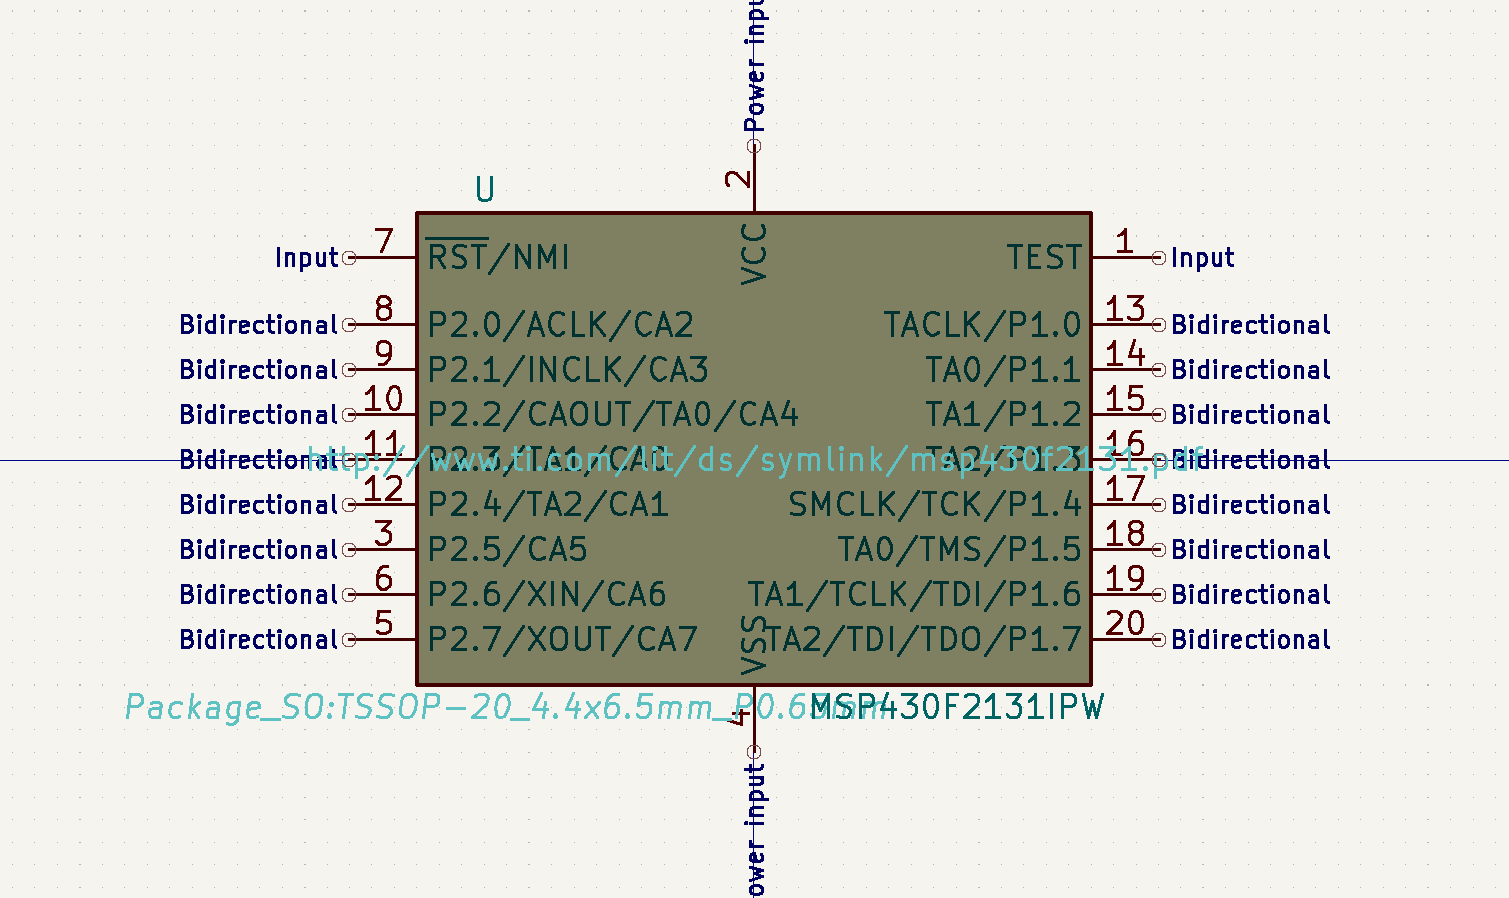 Power input
2
U
VCC
Input 7 RST/NMI
TEST 1 Input
Bidirectional 8 P2.0/ACLK/CA2
TACLK/P1.0 13 Bidirectional
Bidirectional 9 P2.1/INCLK/CA3
TA0/P1.1 14 Bidirectional
Bidirectional 10 P2.2/CAOUT/TA0/CA4
TA1/P1.2 15 Bidirectional
Bidirectional 11 P2.3/TA1/CA0
TA2/P1.3 16 Bidirectional
http://www.ti.com/lit/ds/symlink/msp430f2131.pdf
Bidirectional 12 P2.4/TA2/CA1
SMCLK/TCK/P1.4 17 Bidirectional
Bidirectional 3 P2.5/CA5
TA0/TMS/P1.5 18 Bidirectional
Bidirectional 6 P2.6/XIN/CA6
TA1/TCLK/TDI/P1.6 19 Bidirectional
Bidirectional 5 P2.7/XOUT/CA7
TA2/TDI/TDO/P1.7 20 Bidirectional
VSS
Package_SO:TSSOP-20_4.4x6.5mm_P0.65mm
MSP430F2131IPW
4
ower input